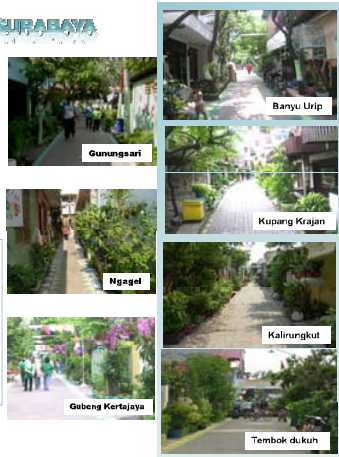 SURABAYA
Gunungsari
Ngagel
Gubeng Kertajaya
Banyu Urip
Kupang Krajan
Kalirungkut
Tembok dukuh